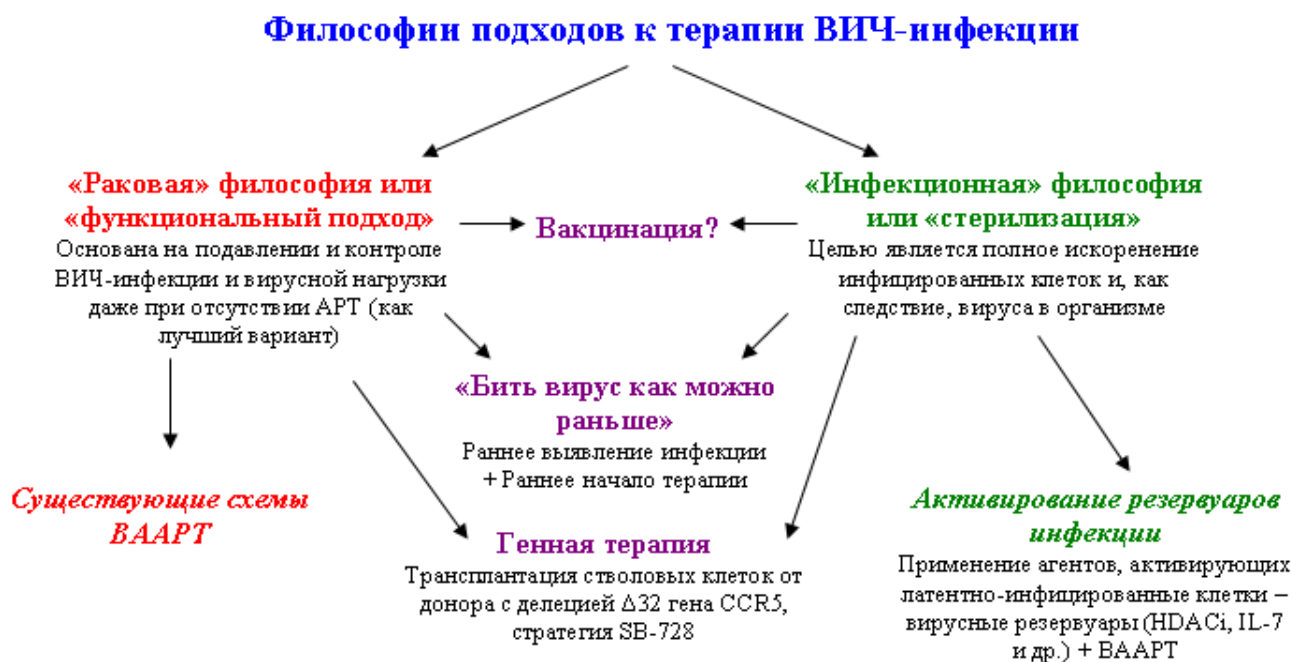 Философии подходов к терапии ВИЧ-инфекции
«Раковая» философия или
«функциональный подход»
Основана на подавлении и контроле
ВИЧ-инфекции и вирусной нагрузки
даже при отсутствии АРТ (как
лучший вариант)
Вакцинация?
«Инфекционная» философия
или «стерилизация»
Целью является полное искоренение
инфицированных клеток и, как
следствие, вируса в организме
«Бить вирус как можно
раньше»
Раннее выявление инфекции
+ Раннее начало терапии
Существующие схемы
ВААРТ
Генная терапия
Трансплантация стволовых клеток от
донора с делецией Δ32 гена CCR5,
стратегия SB-728
Активирование резервуаров
инфекции
Применение агентов, активирующих
латентно-инфицированные клетки –
вирусные резервуары (HDACi, IL-7
и др.) + ВААРТ